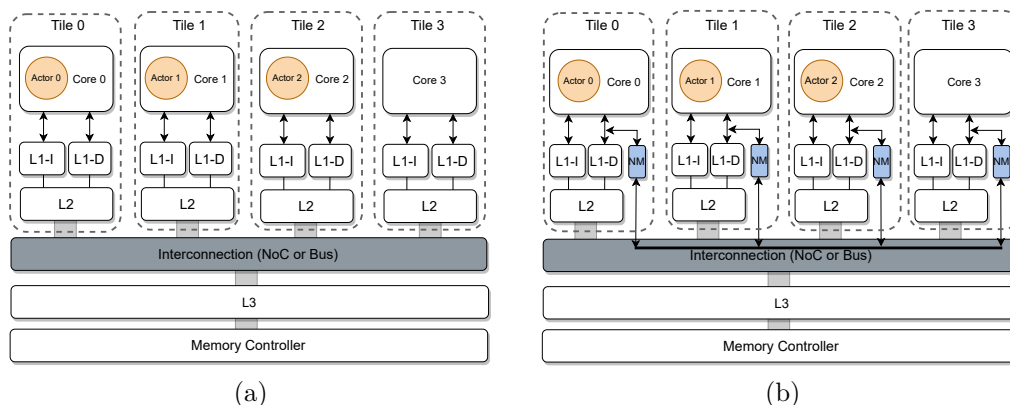 Tile 0 Tile 1 Tile 2 Tile 3
Actor 0 Core 0 Actor 1 Core 1 Actor 2 Core 2 Core 3
L1-I L1-D L1-I L1-D L1-I L1-D L1-I L1-D
L2 L2 L2 L2
Interconnection (NoC or Bus)
L3
Memory Controller
(a)
Tile 0 Tile 1 Tile 2 Tile 3
Actor 0 Core 0 Actor 1 Core 1 Actor 2 Core 2 Core 3
L1-I L1-D NM L1-I L1-D NM L1-I L1-D NM L1-I L1-D NM
L2 L2 L2 L2
Interconnection (NoC or Bus)
L3
Memory Controller
(b)